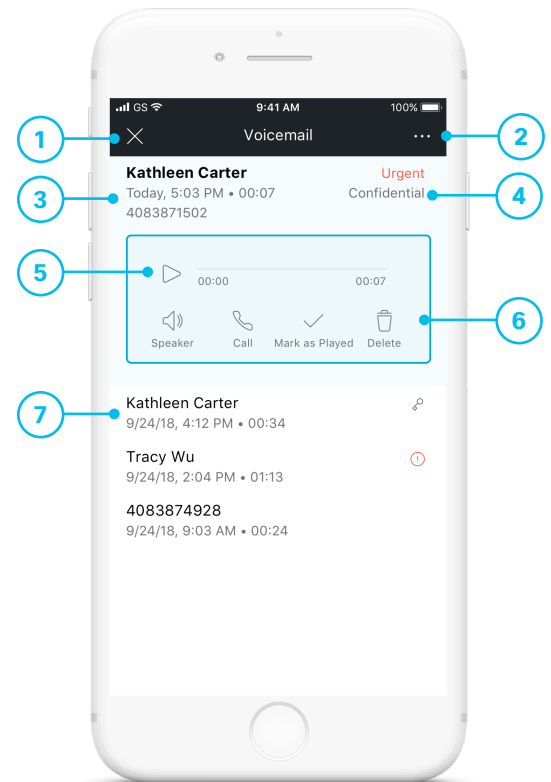 GS 9:41 AM 100%
1 Voicemail ... 2
Kathleen Carter Urgent
3 Today, 5:03 PM • 00:07 Confidential 4
4083871502
5 00:00 00:07
Speaker Call Mark as Played Delete 6
7 Kathleen Carter
9/24/18, 4:12 PM • 00:34
Tracy Wu
9/24/18, 2:04 PM • 01:13
4083874928
9/24/18, 9:03 AM • 00:24